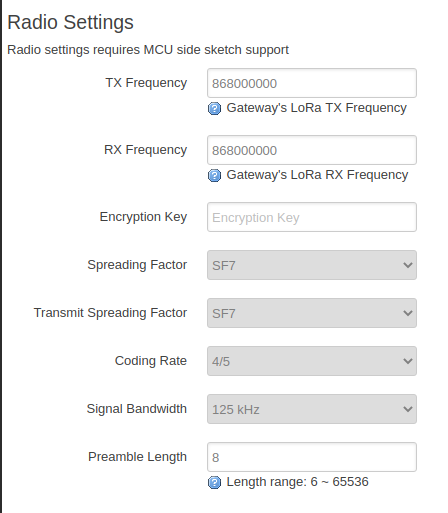 Radio Settings
Radio settings requires MCU side sketch support
TX Frequency 868000000
Gateway's LoRa TX Frequency
RX Frequency 868000000
Gateway's LoRa RX Frequency
Encryption Key Encryption Key
Spreading Factor SF7
Transmit Spreading Factor SF7
Coding Rate 4/5
Signal Bandwidth 125 kHz
Preamble Length 8
Length range: 6 ~ 65536